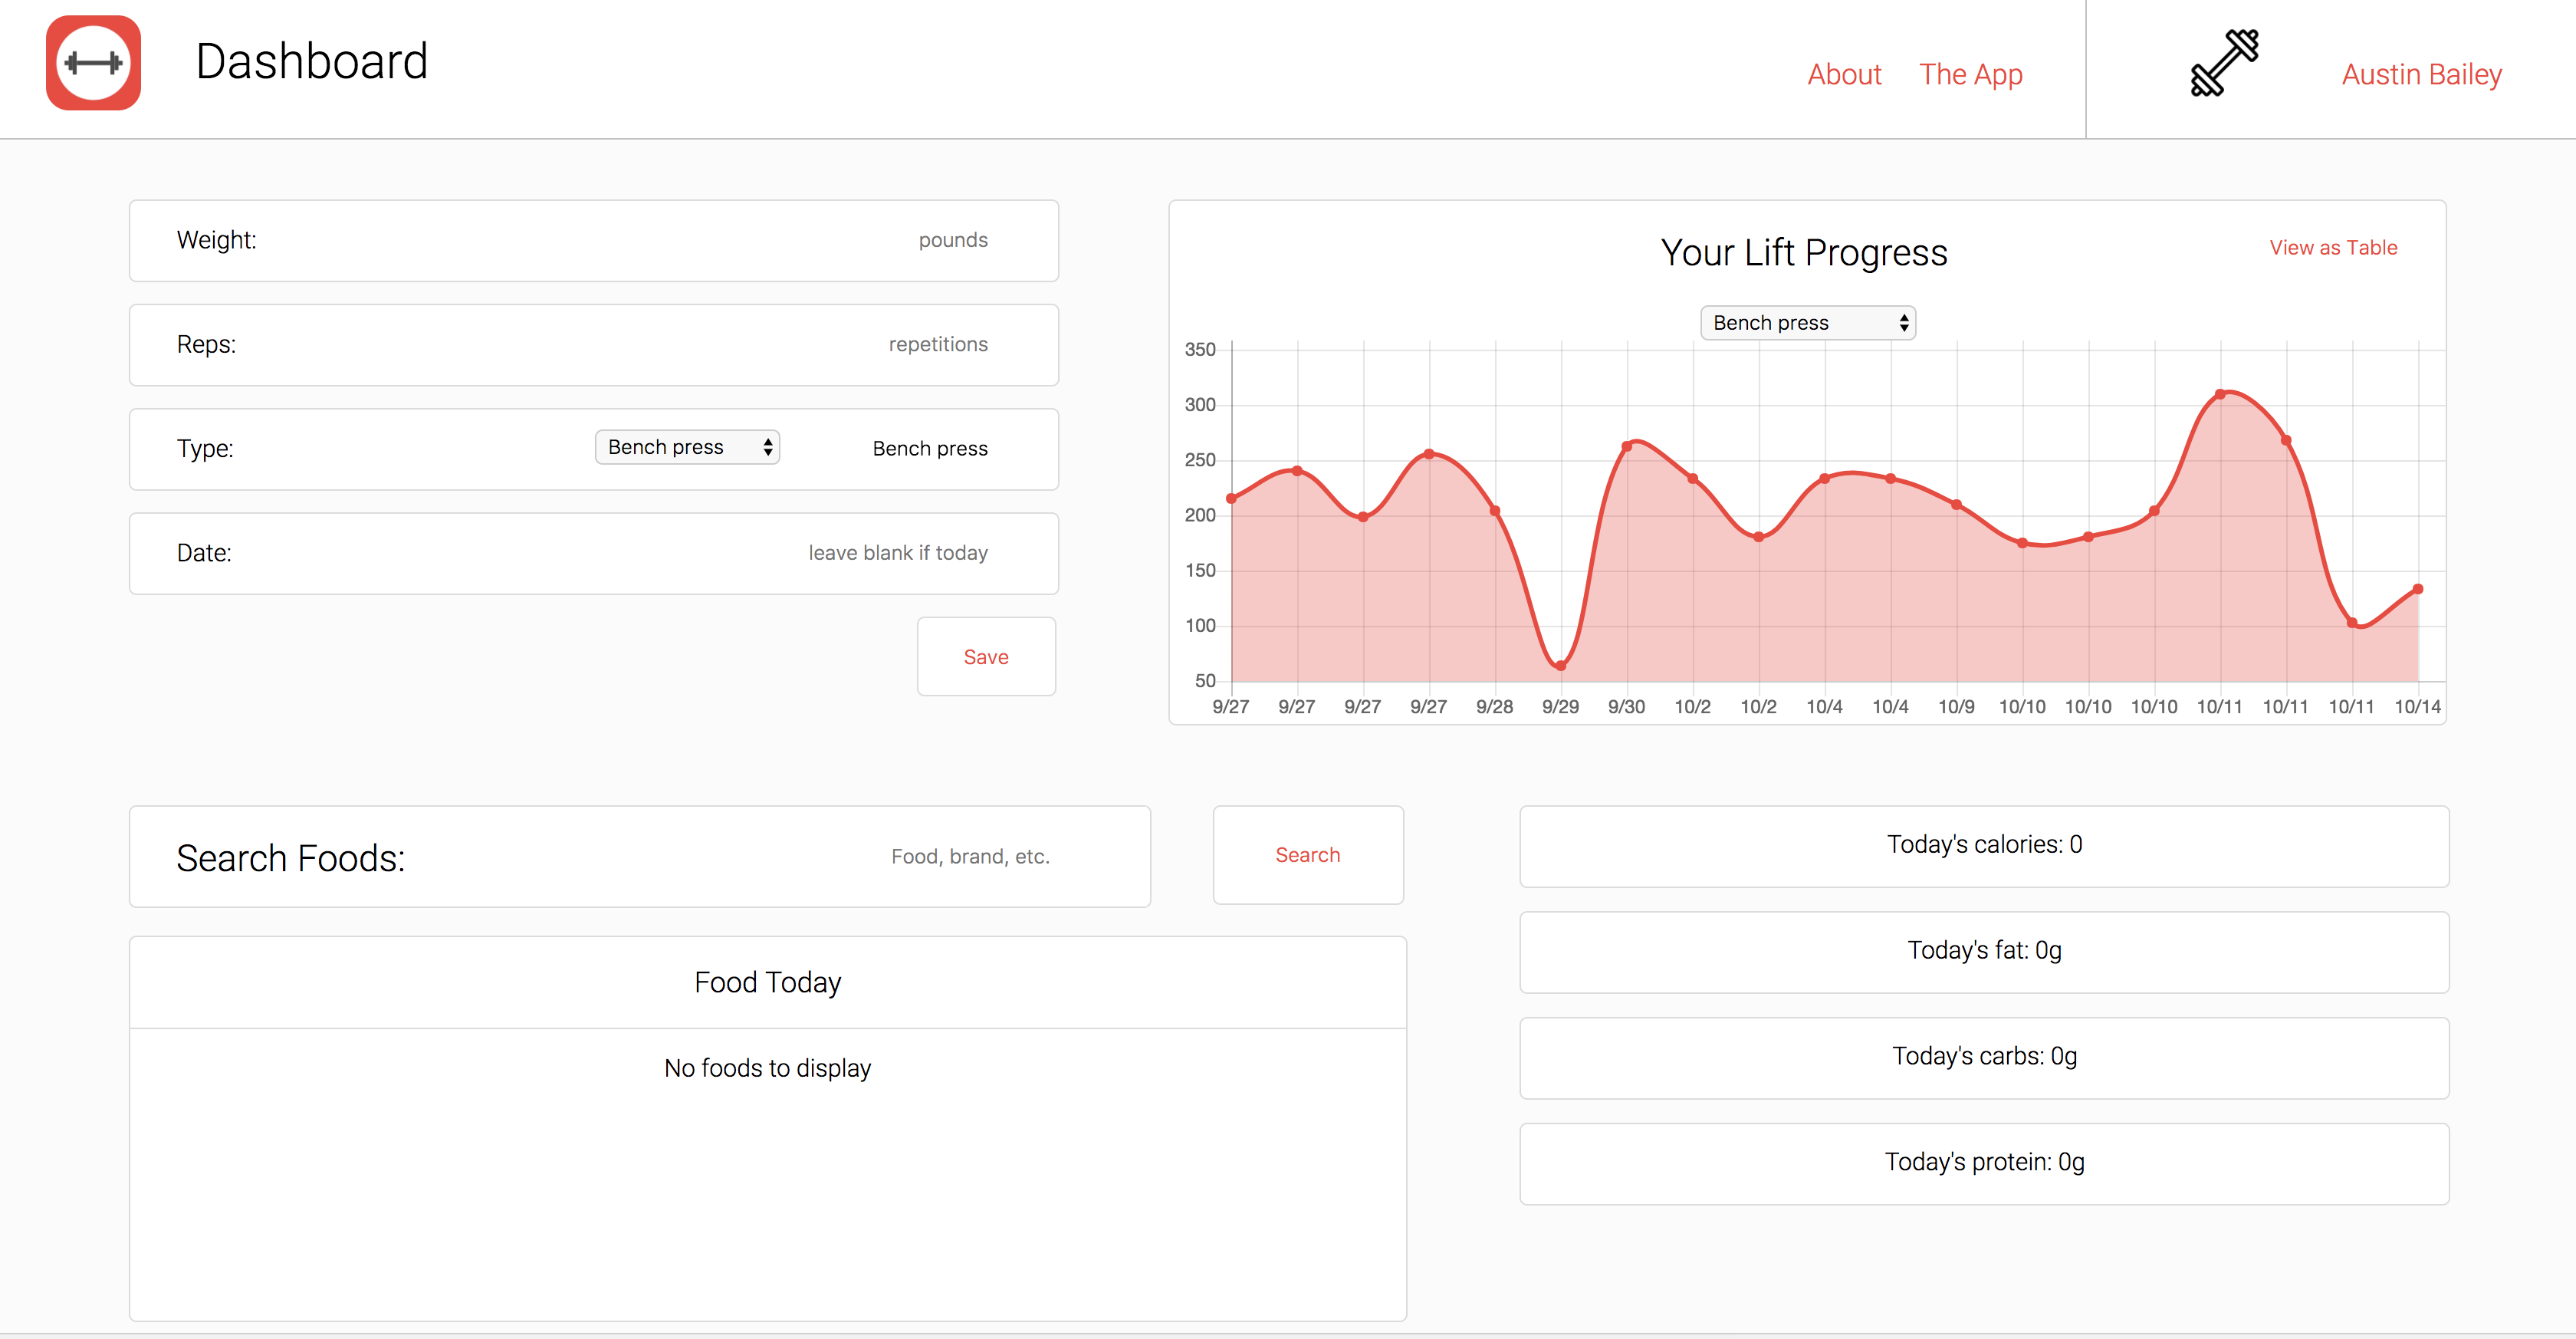 Dashboard
About The App
Austin Bailey
Weight: pounds
Reps: repetitions
Type: Bench press Bench press
Date: leave blank if today
Save
Your Lift Progress
View as Table
Bench press
350
300
250
200
150
100
50
9/27 9/27 9/27 9/27 9/28 9/29 9/30 10/2 10/2 10/4 10/4 10/9 10/10 10/10 10/10 10/11 10/11 10/11 10/14
Search Foods: Food, brand, etc.
Search
Food Today
No foods to display
Today's calories: 0
Today's fat: 0g
Today's carbs: 0g
Today's protein: 0g